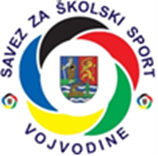 SAVEZ ZA ŠKOLSKI SPORT
VOJVODINE